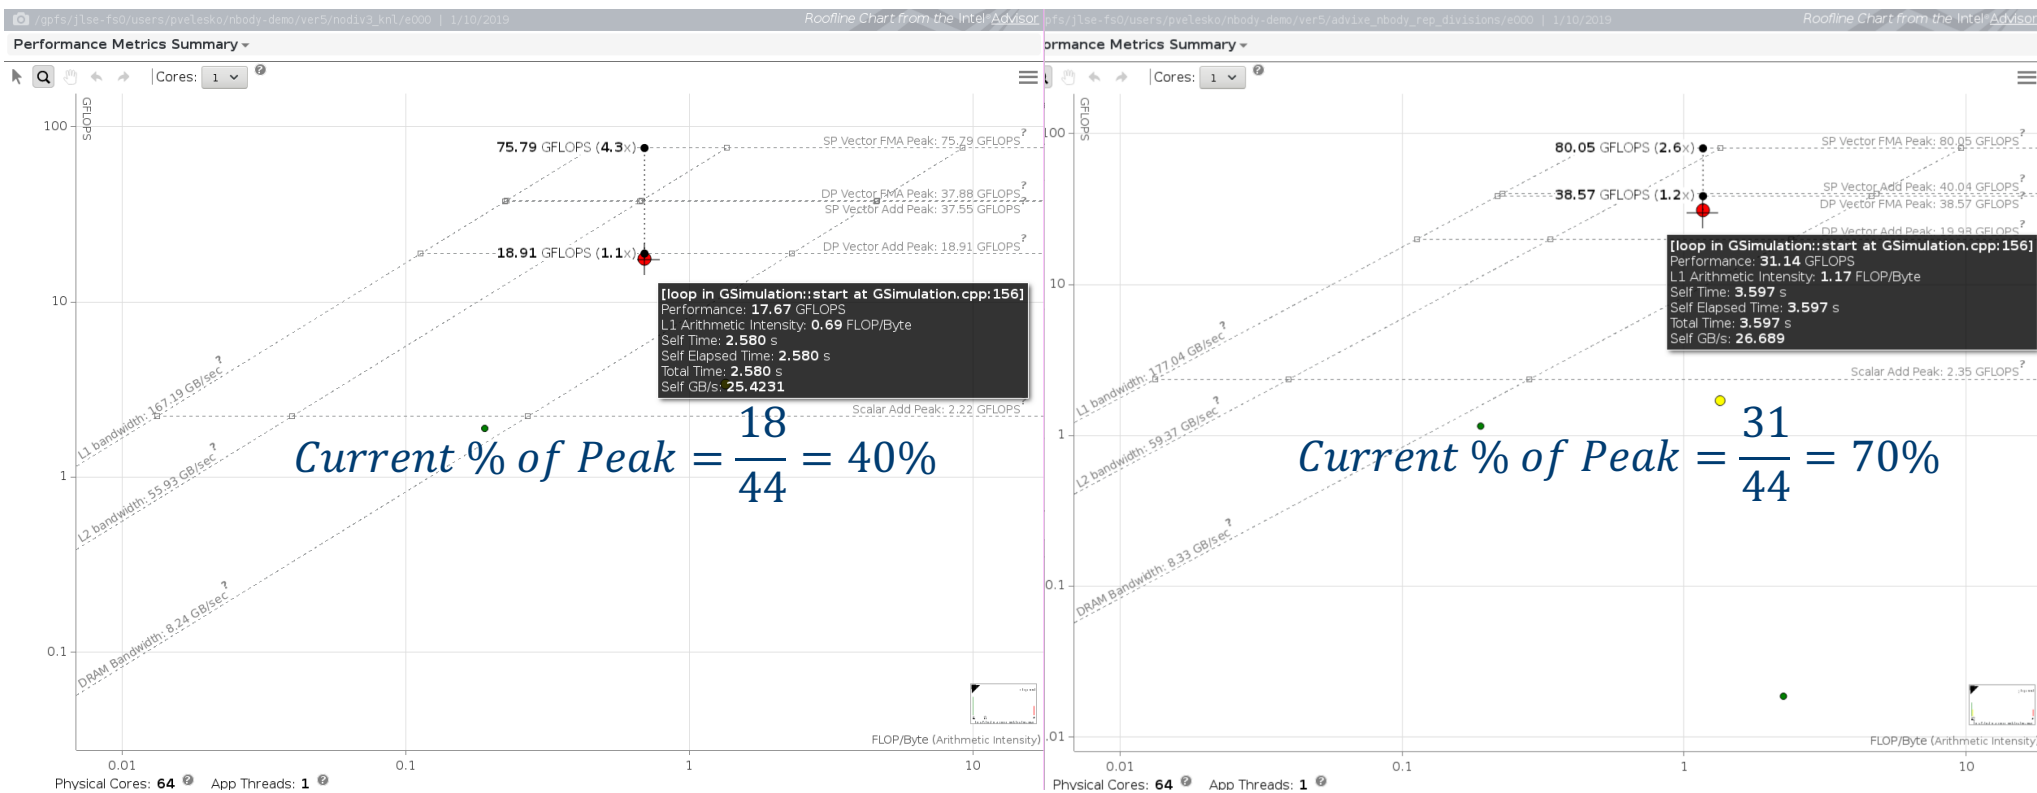 /gpfs/jlse-fs0/users/pvelesko/nbody-demo/ver5/nodiv3_knl/e000 | 1/10/2019
Roofline Chart from the Intel Advisor
Performance Metrics Summary
Cores: 1
GFLOPS
100
10
1
0.1
75.79 GFLOPS (4.3x)
18.91 GFLOPS (1.1x)
SP Vector FMA Peak: 75.79 GFLOPS ?
DP Vector FMA Peak: 37.88 GFLOPS ?
SP Vector Add Peak: 37.55 GFLOPS ?
DP Vector Add Peak: 18.91 GFLOPS ?
[loop in GSimulation::start at GSimulation.cpp:156]
Performance: 17.67 GFLOPS
L1 Arithmetic Intensity: 0.69 FLOP/Byte
Self Time: 2.580 s
Self Elapsed Time: 2.580 s
Total Time: 2.580 s
Self GB/s: 25.4231
Scalar Add Peak: 2.22 GFLOPS ?
L1 bandwidth: 167.19 GB/sec ?
L2 bandwidth: 55.93 GB/sec ?
DRAM Bandwidth: 8.24 GB/sec ?
Current % of Peak = 18/44 = 40%
FLOP/Byte (Arithmetic Intensity)
0.01 0.1 1 10
Physical Cores: 64 ? App Threads: 1 ?
pfs/jlse-fs0/users/pvelesko/nbody-demo/ver5/advixe_nbody_rep_divisions/e000 | 1/10/2019
Roofline Chart from the Intel Advisor
ormance Metrics Summary
Cores: 1
GFLOPS
100
10
1
0.1
.01
80.05 GFLOPS (2.6x)
38.57 GFLOPS (1.2x)
SP Vector FMA Peak: 80.05 GFLOPS ?
SP Vector Add Peak: 40.04 GFLOPS ?
DP Vector FMA Peak: 38.57 GFLOPS ?
DP Vector Add Peak: 19.98 GFLOPS
[loop in GSimulation::start at GSimulation.cpp:156]
Performance: 31.14 GFLOPS
L1 Arithmetic Intensity: 1.17 FLOP/Byte
Self Time: 3.597 s
Self Elapsed Time: 3.597 s
Total Time: 3.597 s
Self GB/s: 26.689
Scalar Add Peak: 2.35 GFLOPS ?
L1 bandwidth: 177.04 GB/sec ?
L2 bandwidth: 59.37 GB/sec ?
DRAM Bandwidth: 8.33 GB/sec ?
Current % of Peak = 31/44 = 70%
FLOP/Byte (Arithmetic Intensity
0.01 0.1 1 10
Physical Cores: 64 ? App Threads: 1 ?